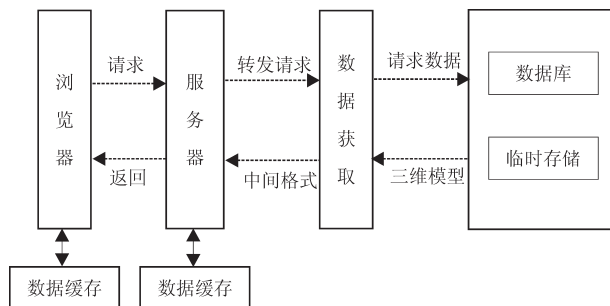 浏览器
请求
返回
服务器
转发请求
中间格式
数据获取
请求数据
三维模型
数据库
临时存储
数据缓存
数据缓存